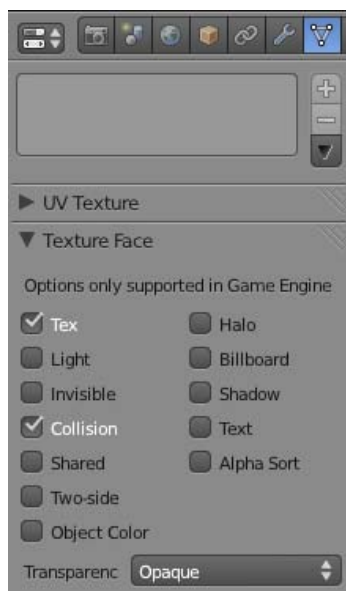 UV Texture
Texture Face
Options only supported in Game Engine
Tex
Halo
Light
Billboard
Invisible
Shadow
Collision
Text
Shared
Alpha Sort
Two-side
Object Color
Transparenc Opaque